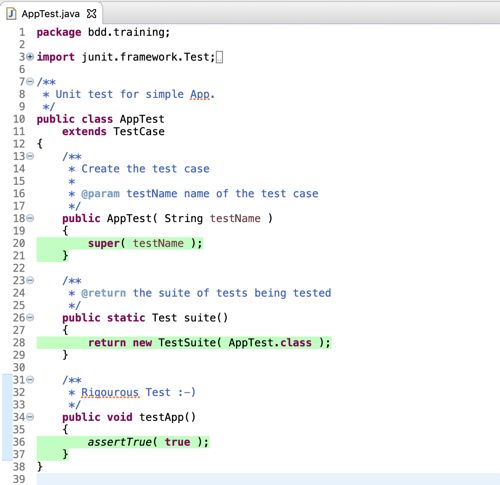 AppTest.java
1 package bdd.training;
2
3 import junit.framework.Test;
6
7 /**
8  * Unit test for simple App.
9  */
10 public class AppTest
11     extends TestCase
12 {
13     /**
14      * Create the test case
15      *
16      * @param testName name of the test case
17      */
18     public AppTest( String testName )
19     {
20         super( testName );
21     }
22
23     /**
24      * @return the suite of tests being tested
25      */
26     public static Test suite()
27     {
28         return new TestSuite( AppTest.class );
29     }
30
31     /**
32      * Rigourous Test :-)
33      */
34     public void testApp()
35     {
36         assertTrue( true );
37     }
38 }
39